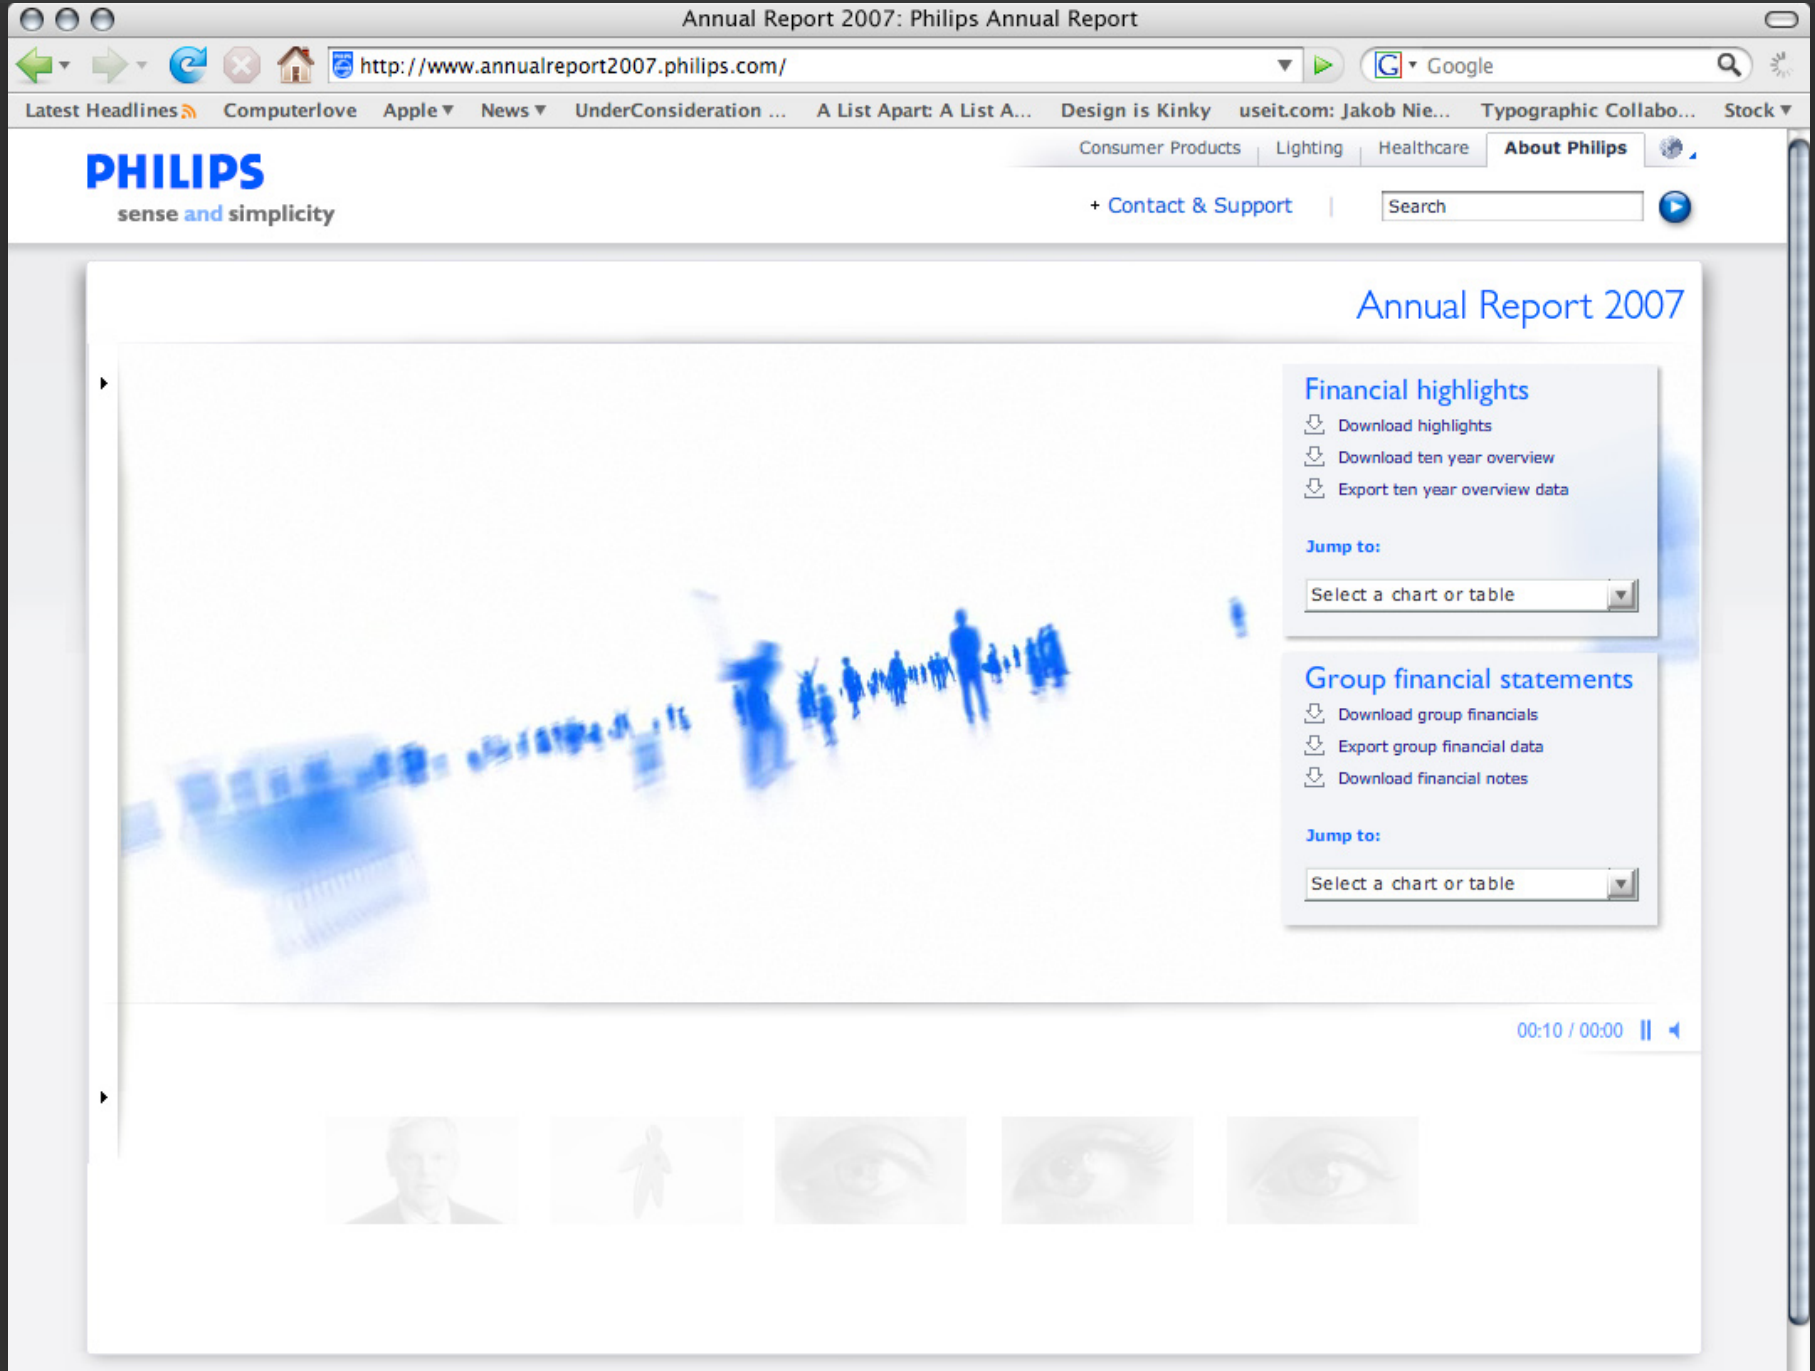 Annual Report 2007: Philips Annual Report
http://www.annualreport2007.philips.com/
Google
Latest Headlines Computerlove Apple News UnderConsideration ... A List Apart: A List A... Design is Kinky useit.com: Jakob Nie... Typographic Collabo... Stock
PHILIPS
sense and simplicity
Consumer Products Lighting Healthcare About Philips
+ Contact & Support
Search
Annual Report 2007
Financial highlights
Download highlights
Download ten year overview
Export ten year overview data
Jump to:
Select a chart or table
Group financial statements
Download group financials
Export group financial data
Download financial notes
Jump to:
Select a chart or table
00:10 / 00:00